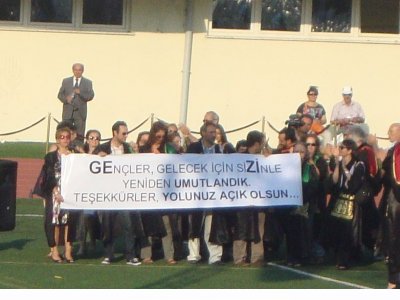 GENÇLER, GELECEK İÇİN SİZİNLE
YENİDEN UMUTLANDIK.
TEŞEKKÜRLER, YOLUNUZ AÇIK OLSUN...